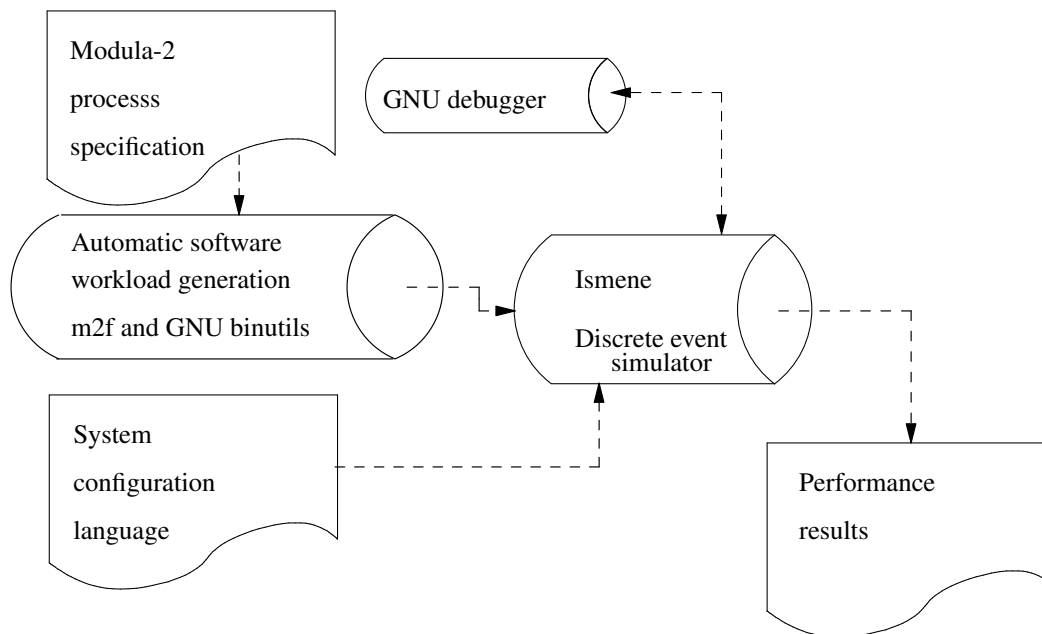 Modula-2
processs
specification
GNU debugger
Automatic software
workload generation
m2f and GNU binutils
Ismene
Discrete event
simulator
System
configuration
language
Performance
results